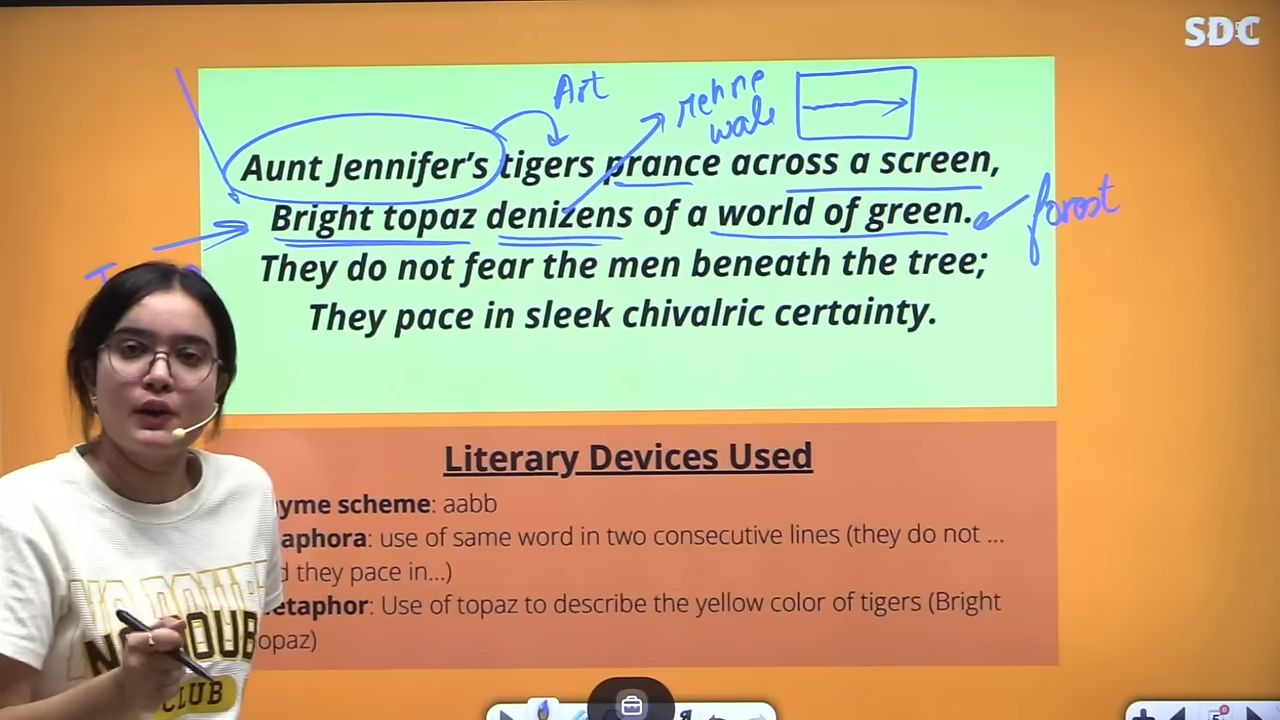 SDC
Art
rehne
wale
Aunt Jennifer's tigers prance across a screen,
Bright topaz denizens of a world of green.
forest
They do not fear the men beneath the tree;
They pace in sleek chivalric certainty.
Literary Devices Used
yme scheme: aabb
aphora: use of same word in two consecutive lines (they do not ...
d they pace in...)
etaphor: Use of topaz to describe the yellow color of tigers (Bright
opaz)
NO DOUB
CLUB